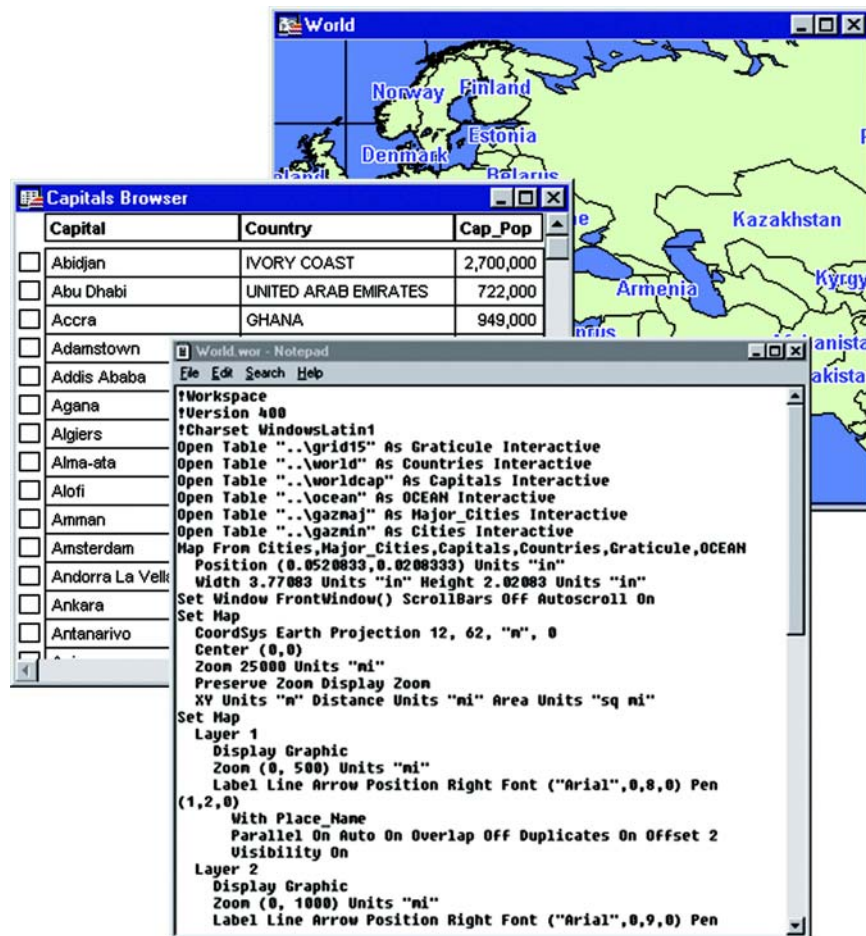 World
Norway Finland
Estonia
Denmark
Belarus
Kazakhstan
Armenia
Capitals Browser
Capital Country Cap_Pop
Abidjan IVORY COAST 2,700,000
Abu Dhabi UNITED ARAB EMIRATES 722,000
Accra GHANA 949,000
Adamstown
Addis Ababa
Agana
Algiers
Alma-ata
Alofi
Amman
Amsterdam
Andorra La Vella
Ankara
Antanarivo
World.wor - Notepad
File Edit Search Help
!Workspace
!Version 400
!Charset WindowsLatin1
Open Table "..\grid15" As Graticule Interactive
Open Table "..\world" As Countries Interactive
Open Table "..\worldcap" As Capitals Interactive
Open Table "..\ocean" As OCEAN Interactive
Open Table "..\gazmaj" As Major_Cities Interactive
Open Table "..\gazmin" As Cities Interactive
Map From Cities,Major_Cities,Capitals,Countries,Graticule,OCEAN
Position (0.0520833,0.0208333) Units "in"
Width 3.77083 Units "in" Height 2.02083 Units "in"
Set Window FrontWindow() ScrollBars Off Autoscroll On
Set Map
CoordSys Earth Projection 12, 62, "m", 0
Center (0,0)
Zoom 25000 Units "mi"
Preserve Zoom Display Zoom
XY Units "m" Distance Units "mi" Area Units "sq mi"
Set Map
Layer 1
Display Graphic
Zoom (0, 500) Units "mi"
Label Line Arrow Position Right Font ("Arial",0,8,0) Pen
(1,2,0)
With Place_Name
Parallel On Auto On Overlap Off Duplicates On Offset 2
Visibility On
Layer 2
Display Graphic
Zoom (0, 1000) Units "mi"
Label Line Arrow Position Right Font ("Arial",0,9,0) Pen